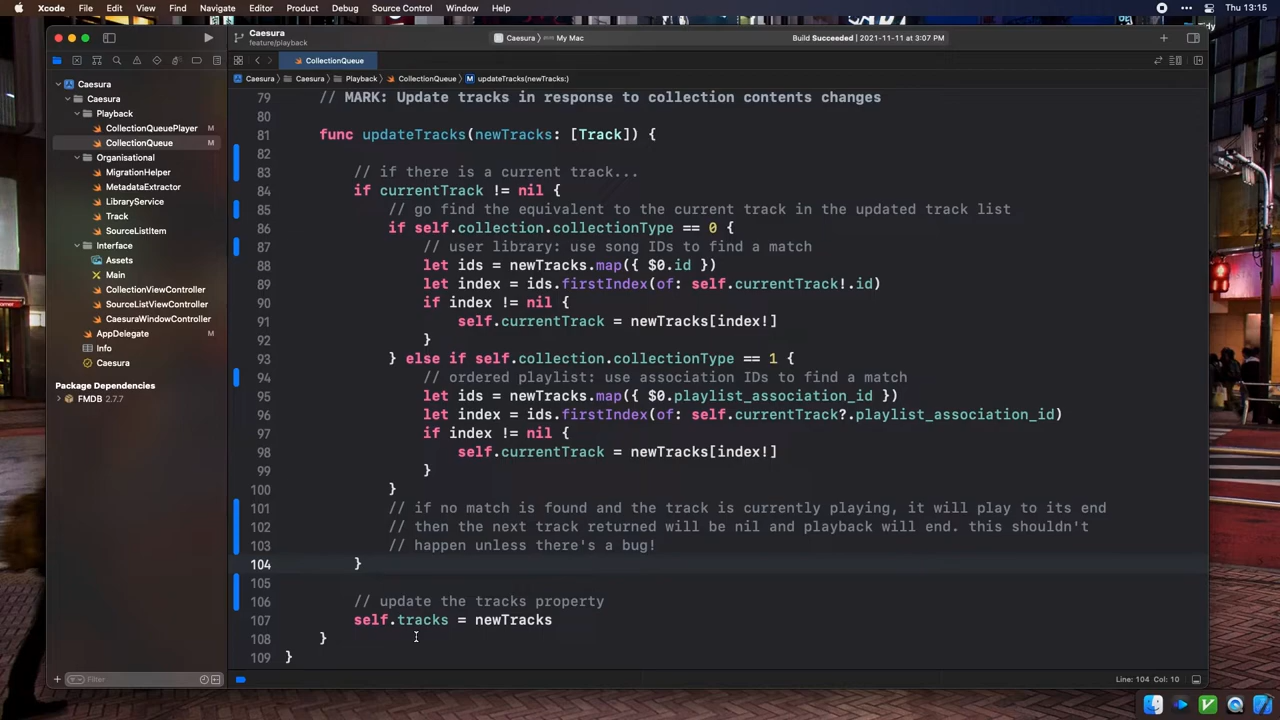 Xcode File Edit View Find Navigate Editor Product Debug Source Control Window Help Thu 13:15
Caesura
feature/playback
Caesura 〉 My Mac
Build Succeeded | 2021-11-11 at 3:07 PM
CollectionQueue
Caesura 〉 Caesura 〉 Playback 〉 CollectionQueue 〉 M updateTracks(newTracks:)
Caesura
Caesura
Playback
CollectionQueuePlayer M
CollectionQueue M
Organisational
MigrationHelper
MetadataExtractor
LibraryService
Track
SourceListItem
Interface
Assets
Main
CollectionViewController
SourceListViewController
CaesuraWindowController
AppDelegate M
Info
Caesura
Package Dependencies
FMDB 2.7.7
Filter
79 // MARK: Update tracks in response to collection contents changes
80
81 func updateTracks(newTracks: [Track]) {
82
83 // if there is a current track...
84 if currentTrack != nil {
85 // go find the equivalent to the current track in the updated track list
86 if self.collection.collectionType == 0 {
87 // user library: use song IDs to find a match
88 let ids = newTracks.map({ $0.id })
89 let index = ids.firstIndex(of: self.currentTrack!.id)
90 if index != nil {
91 self.currentTrack = newTracks[index!]
92 }
93 } else if self.collection.collectionType == 1 {
94 // ordered playlist: use association IDs to find a match
95 let ids = newTracks.map({ $0.playlist_association_id })
96 let index = ids.firstIndex(of: self.currentTrack?.playlist_association_id)
97 if index != nil {
98 self.currentTrack = newTracks[index!]
99 }
100 }
101 // if no match is found and the track is currently playing, it will play to its end
102 // then the next track returned will be nil and playback will end. this shouldn't
103 // happen unless there's a bug!
104 }
105
106 // update the tracks property
107 self.tracks = newTracks
108 }
109 }
Line: 104 Col: 10